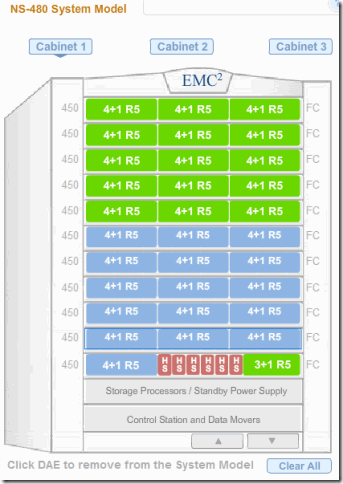 NS-480 System Model
Cabinet 1 Cabinet 2 Cabinet 3
EMC²
450 4+1 R5 4+1 R5 4+1 R5 FC
450 4+1 R5 4+1 R5 4+1 R5 FC
450 4+1 R5 4+1 R5 4+1 R5 FC
450 4+1 R5 4+1 R5 4+1 R5 FC
450 4+1 R5 4+1 R5 4+1 R5 FC
450 4+1 R5 4+1 R5 4+1 R5 FC
450 4+1 R5 4+1 R5 4+1 R5 FC
450 4+1 R5 4+1 R5 4+1 R5 FC
450 4+1 R5 4+1 R5 4+1 R5 FC
450 4+1 R5 4+1 R5 4+1 R5 FC
450 4+1 R5 HS HS HS HS HS HS 3+1 R5 FC
Storage Processors / Standby Power Supply
Control Station and Data Movers
Click DAE to remove from the System Model Clear All